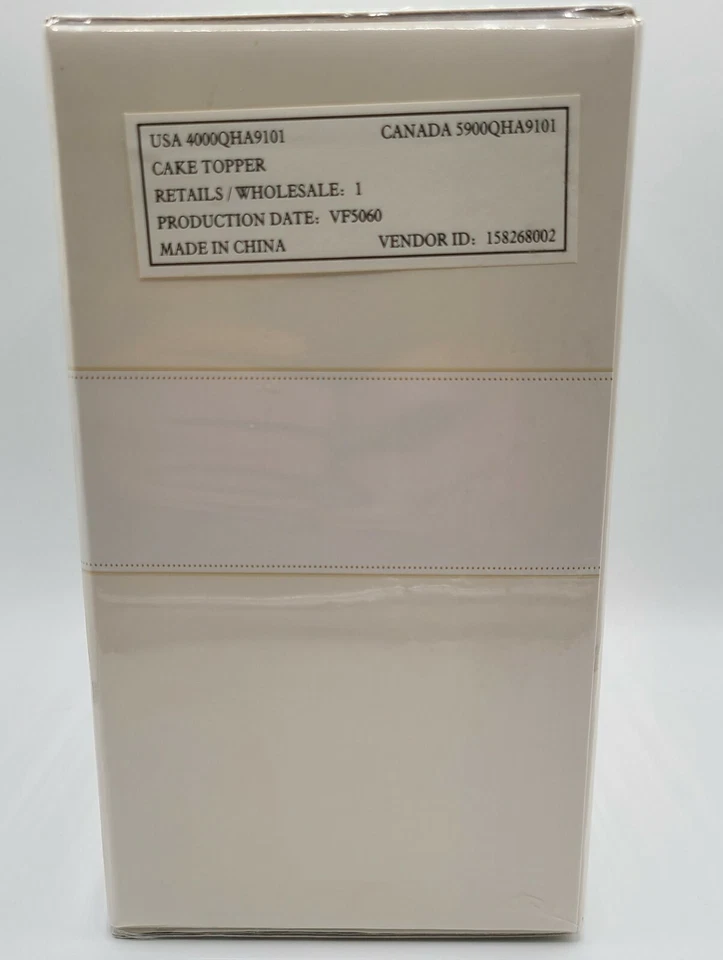 USA 4000QHA9101 CANADA 5900QHA9101
CAKE TOPPER
RETAILS / WHOLESALE: 1
PRODUCTION DATE: VF5060
MADE IN CHINA VENDOR ID: 158268002